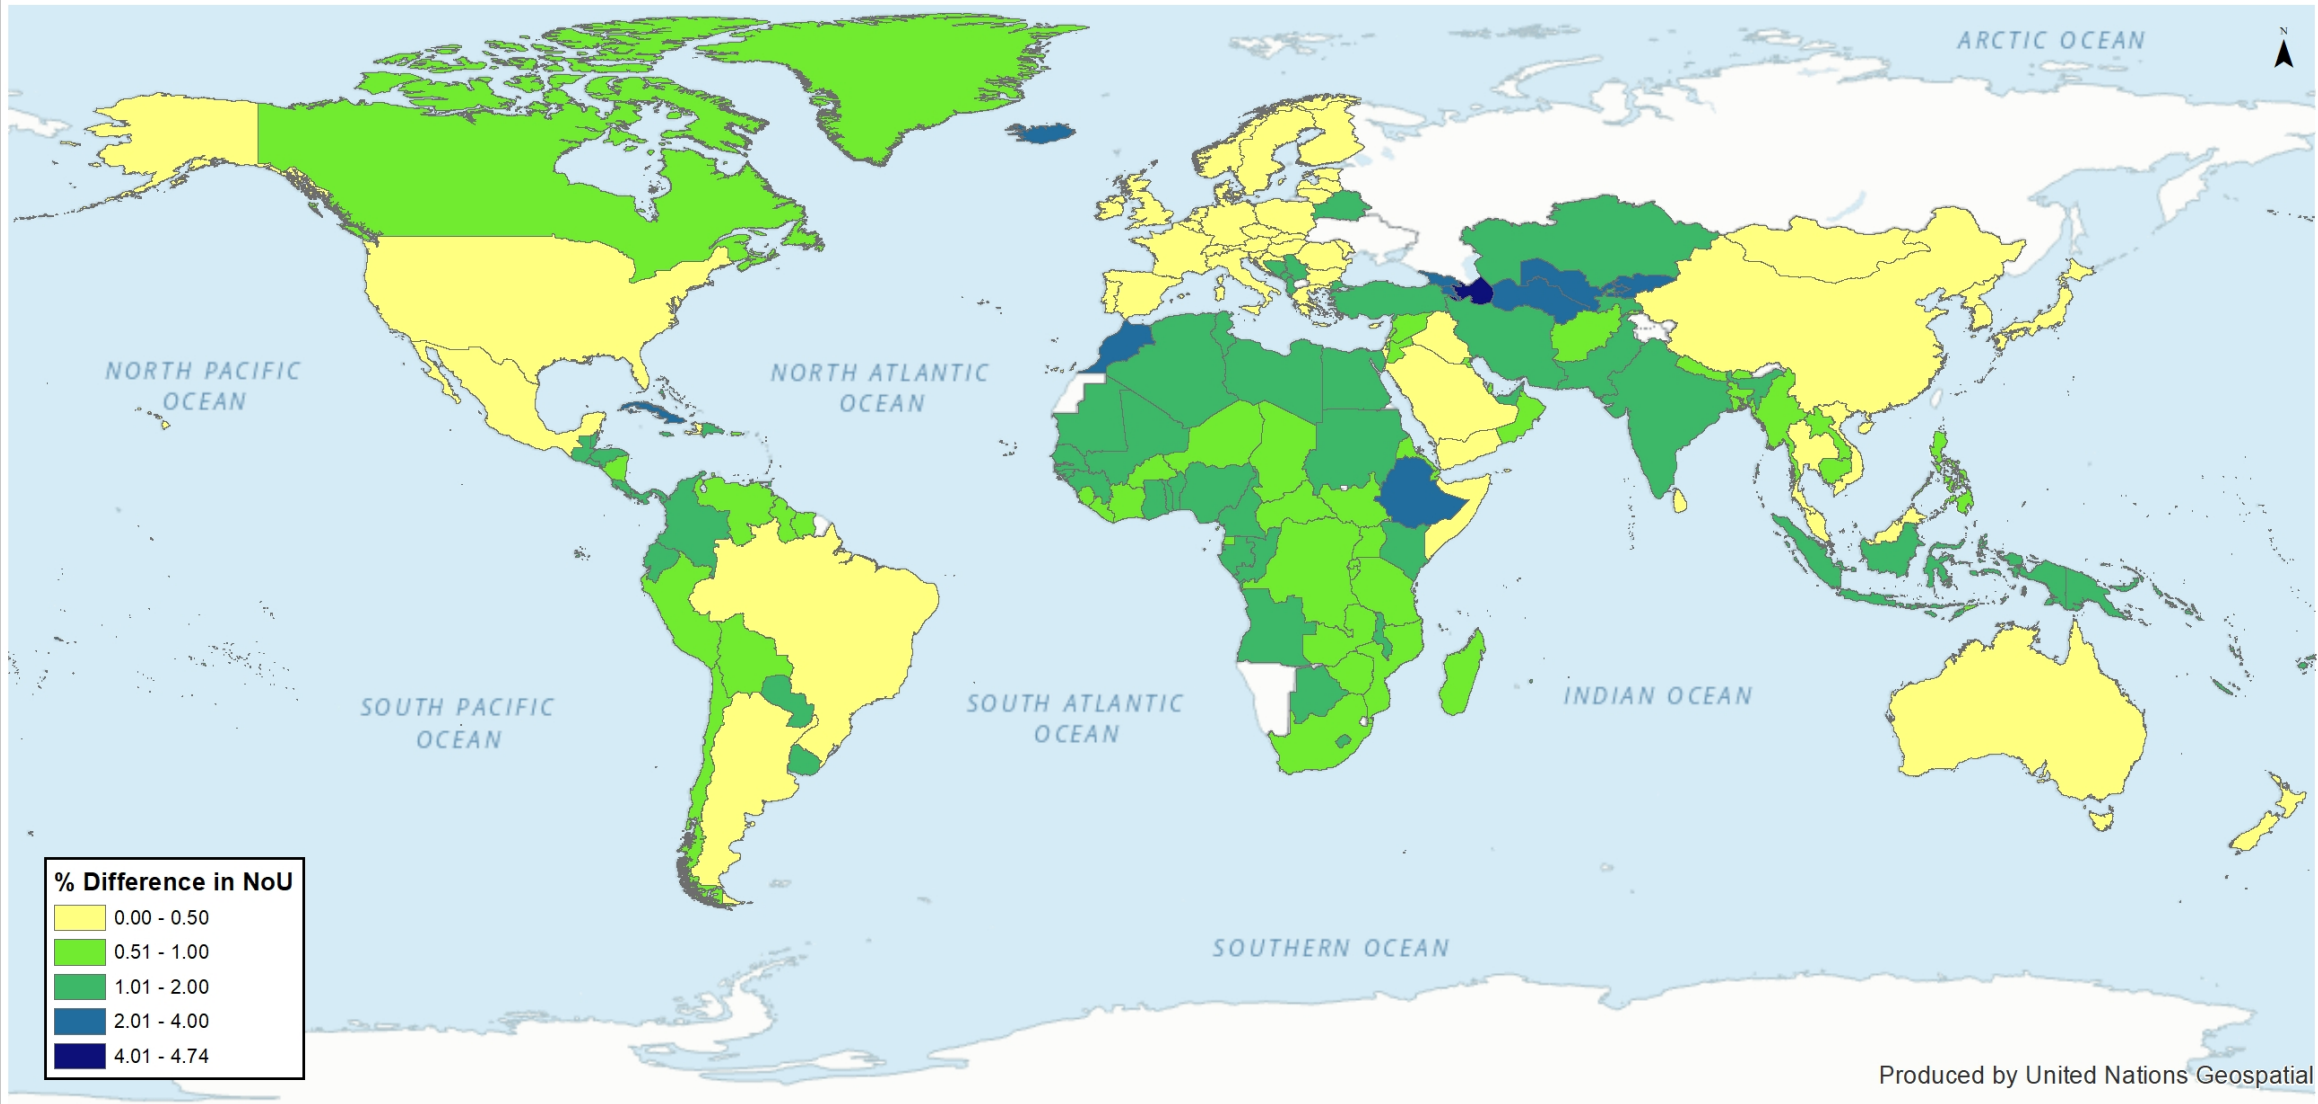 ARCTIC OCEAN
N
NORTH PACIFIC
OCEAN
NORTH ATLANTIC
OCEAN
SOUTH PACIFIC
OCEAN
SOUTH ATLANTIC
OCEAN
INDIAN OCEAN
SOUTHERN OCEAN
% Difference in NoU
0.00 - 0.50
0.51 - 1.00
1.01 - 2.00
2.01 - 4.00
4.01 - 4.74
Produced by United Nations Geospatial